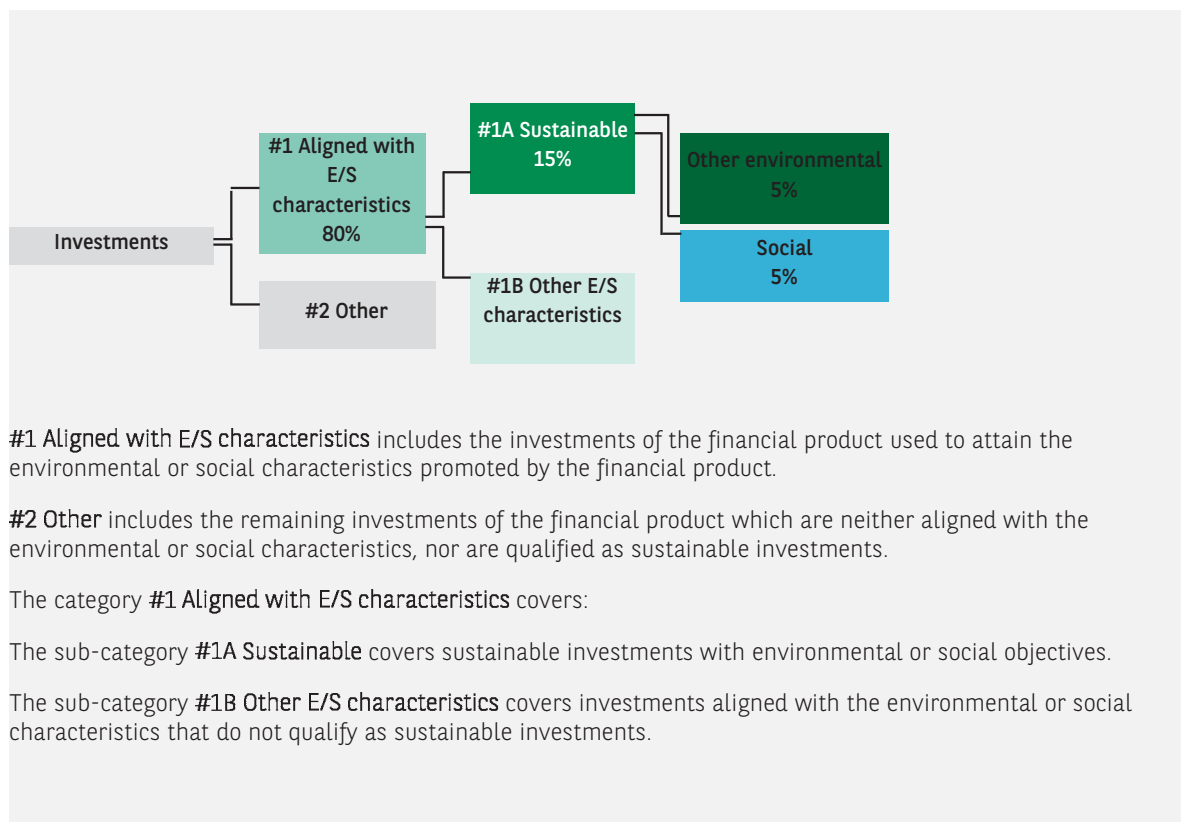 #1A Sustainable
15%
#1 Aligned with
E/S
characteristics
80%
Other environmental
5%
Investments
Social
5%
#2 Other
#1B Other E/S
characteristics
#1 Aligned with E/S characteristics includes the investments of the financial product used to attain the
environmental or social characteristics promoted by the financial product.
#2 Other includes the remaining investments of the financial product which are neither aligned with the
environmental or social characteristics, nor are qualified as sustainable investments.
The category #1 Aligned with E/S characteristics covers:
The sub-category #1A Sustainable covers sustainable investments with environmental or social objectives.
The sub-category #1B Other E/S characteristics covers investments aligned with the environmental or social
characteristics that do not qualify as sustainable investments.